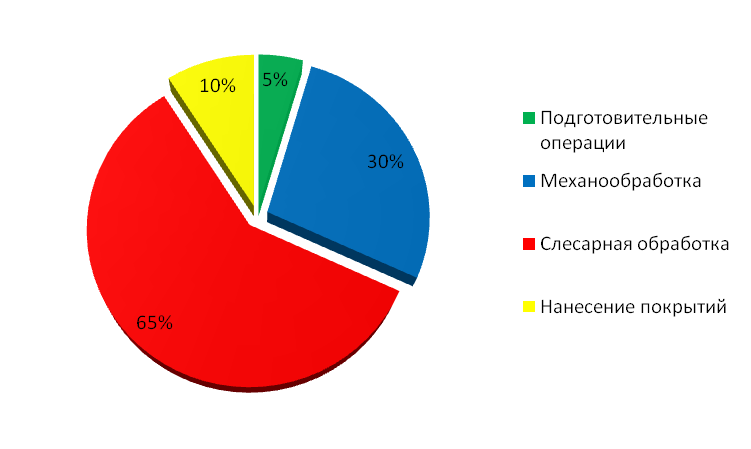 10%
5%
30%
65%
Подготовительные
операции
Механообработка
Слесарная обработка
Нанесение покрытий